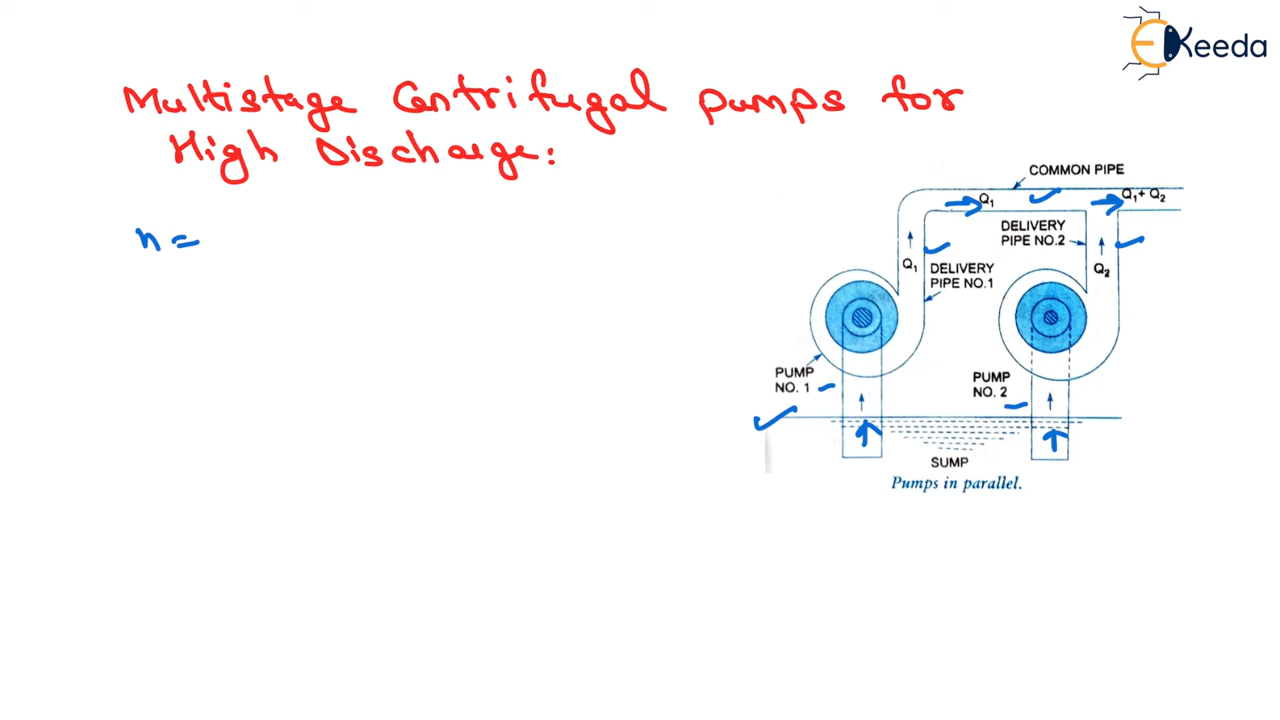 EKeeda
Multistage Centrifugal Pumps for
High Discharge:
n =
COMMON PIPE
Q₁
Q₁ + Q₂
DELIVERY
PIPE NO.2
Q₁
DELIVERY
PIPE NO.1
Q₂
PUMP
NO. 1
PUMP
NO. 2
SUMP
Pumps in parallel.